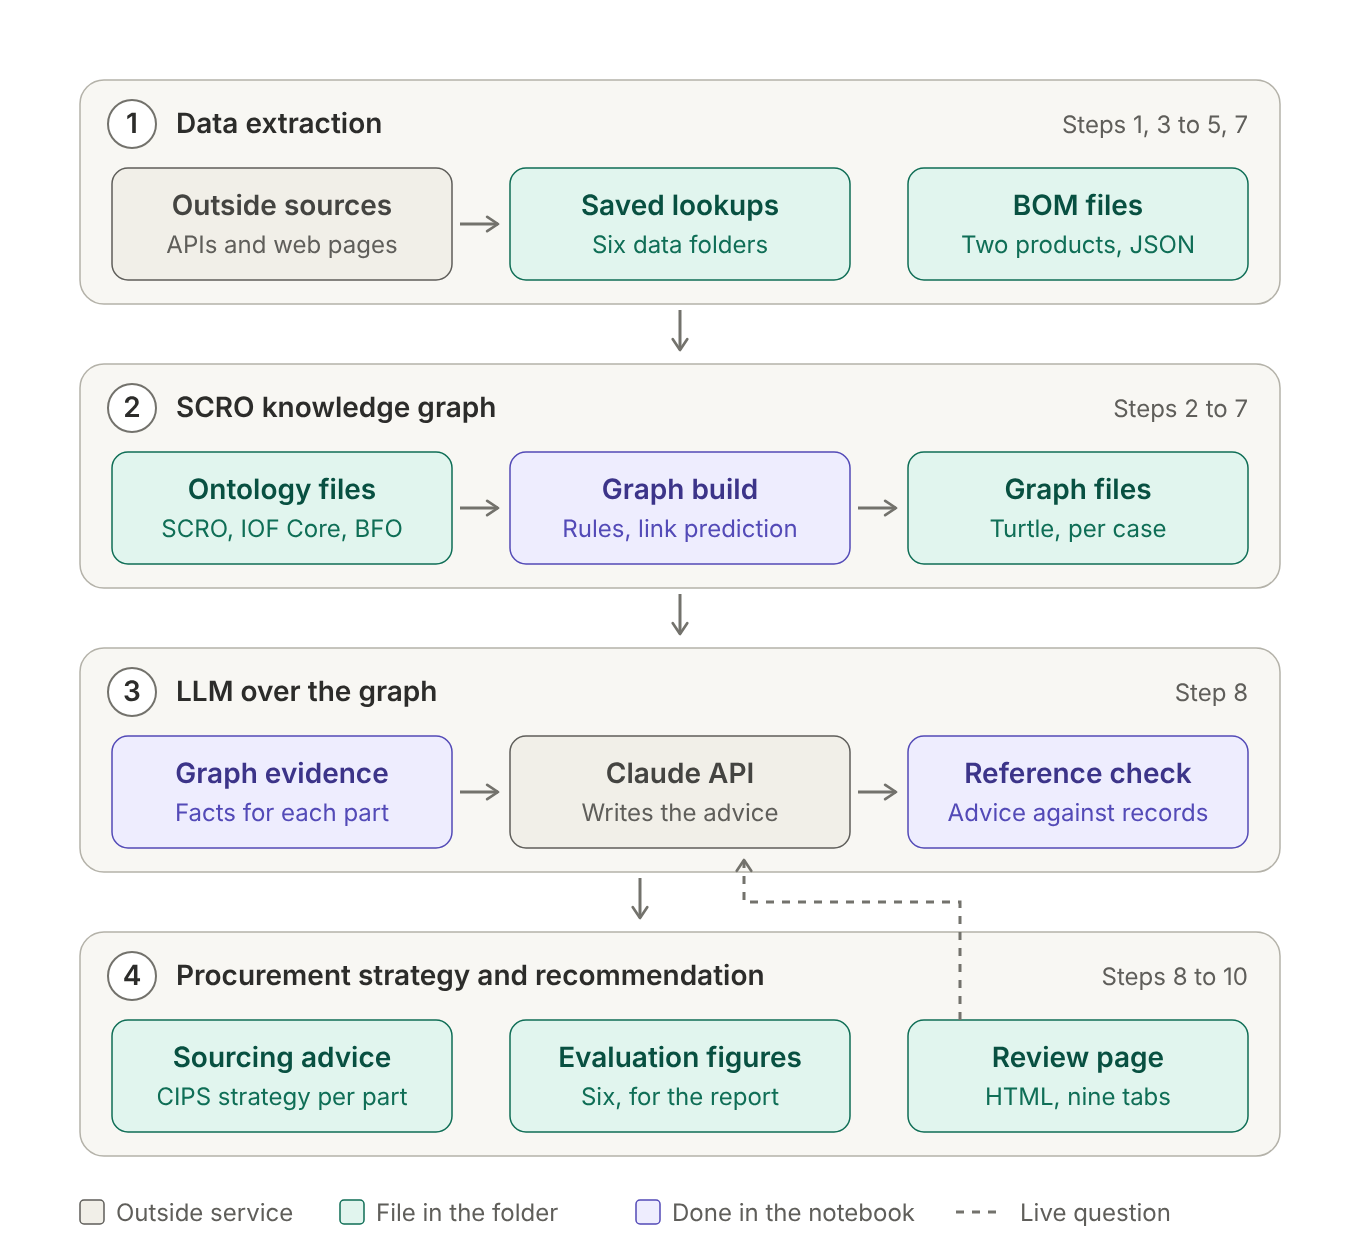 1 Data extraction Steps 1, 3 to 5, 7
Outside sources Saved lookups BOM files
APIs and web pages Six data folders Two products, JSON
2 SCRO knowledge graph Steps 2 to 7
Ontology files Graph build Graph files
SCRO, IOF Core, BFO Rules, link prediction Turtle, per case
3 LLM over the graph Step 8
Graph evidence Claude API Reference check
Facts for each part Writes the advice Advice against records
4 Procurement strategy and recommendation Steps 8 to 10
Sourcing advice Evaluation figures Review page
CIPS strategy per part Six, for the report HTML, nine tabs
Outside service File in the folder Done in the notebook Live question